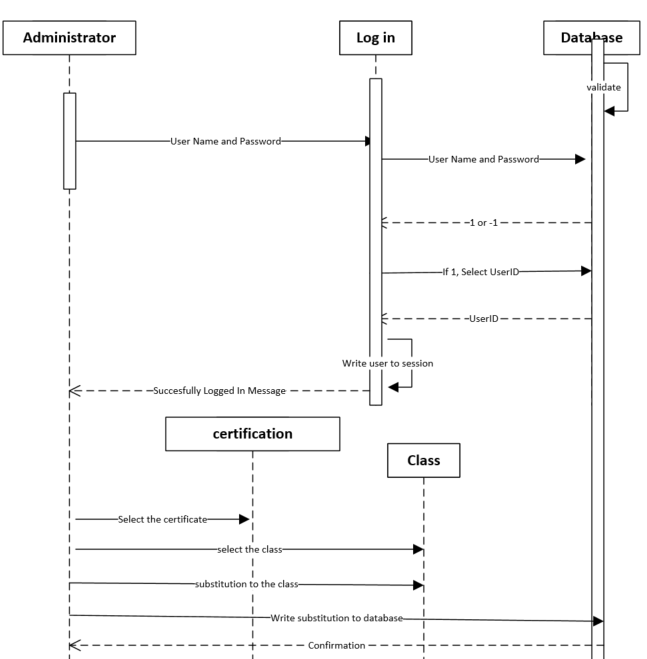 Administrator
Log in
Database
validate
User Name and Password
User Name and Password
1 or -1
If 1, Select UserID
UserID
Write user to session
Succesfully Logged In Message
certification
Class
Select the certificate
select the class
substitution to the class
Write substitution to database
Confirmation